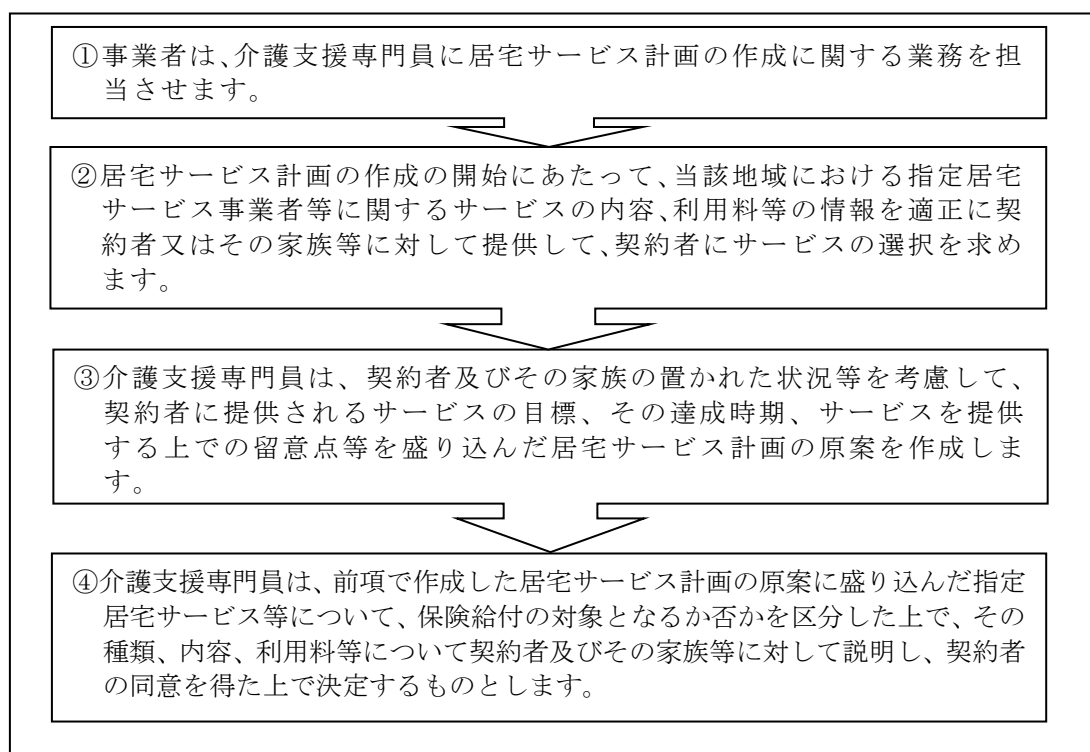 ①事業者は、介護支援専門員に居宅サービス計画の作成に関する業務を担
当させます。
②居宅サービス計画の作成の開始にあたって、当該地域における指定居宅
サービス事業者等に関するサービスの内容、利用料等の情報を適正に契
約者又はその家族等に対して提供して、契約者にサービスの選択を求め
ます。
③介護支援専門員は、契約者及びその家族の置かれた状況等を考慮して、
契約者に提供されるサービスの目標、その達成時期、サービスを提供
する上での留意点等を盛り込んだ居宅サービス計画の原案を作成しま
す。
④介護支援専門員は、前項で作成した居宅サービス計画の原案に盛り込んだ指定
居宅サービス等について、保険給付の対象となるか否かを区分した上で、その
種類、内容、利用料等について契約者及びその家族等に対して説明し、契約者
の同意を得た上で決定するものとします。